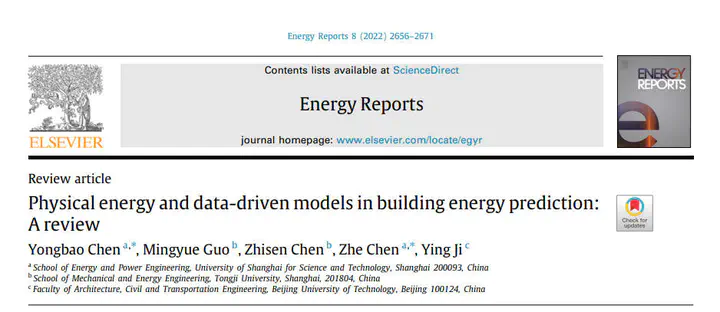 Energy Reports 8 (2022) 2656–2671
Contents lists available at ScienceDirect
Energy Reports
journal homepage: www.elsevier.com/locate/egyr
ELSEVIER
ENERGY
REPORTS
Review article
Physical energy and data-driven models in building energy prediction:
A review
Check for
updates
Yongbao Chen a,*, Mingyue Guo b, Zhisen Chen b, Zhe Chen a,*, Ying Ji c
a School of Energy and Power Engineering, University of Shanghai for Science and Technology, Shanghai 200093, China
b School of Mechanical and Energy Engineering, Tongji University, Shanghai, 201804, China
c Faculty of Architecture, Civil and Transportation Engineering, Beijing University of Technology, Beijing 100124, China